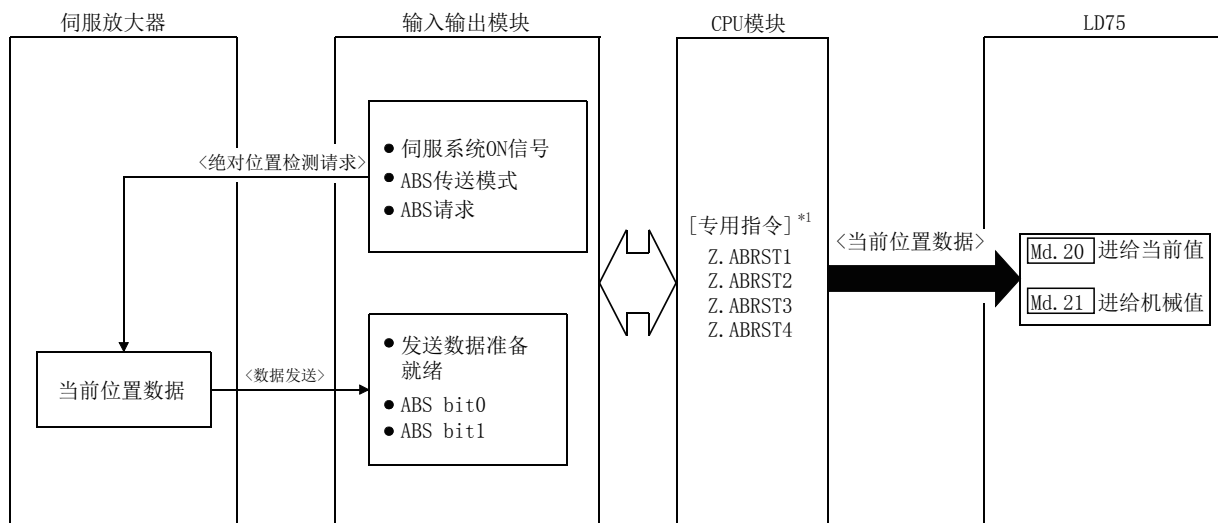 伺服放大器
输入输出模块
CPU模块
LD75
● 伺服系统ON信号
● ABS传送模式
● ABS请求
<绝对位置检测请求>
[专用指令]*1
Z.ABRST1
Z.ABRST2
Z.ABRST3
Z.ABRST4
<当前位置数据>
Md.20 进给当前值
Md.21 进给机械值
当前位置数据
<数据发送>
● 发送数据准备
就绪
● ABS bit0
● ABS bit1